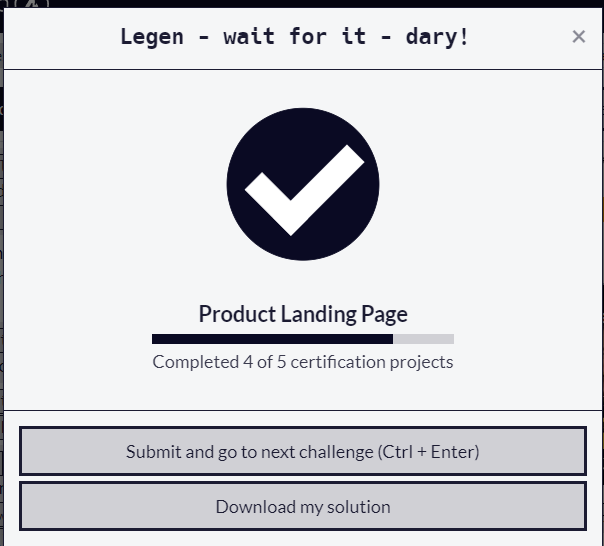 Legen - wait for it - dary!
×
Product Landing Page
Completed 4 of 5 certification projects
Submit and go to next challenge (Ctrl + Enter)
Download my solution